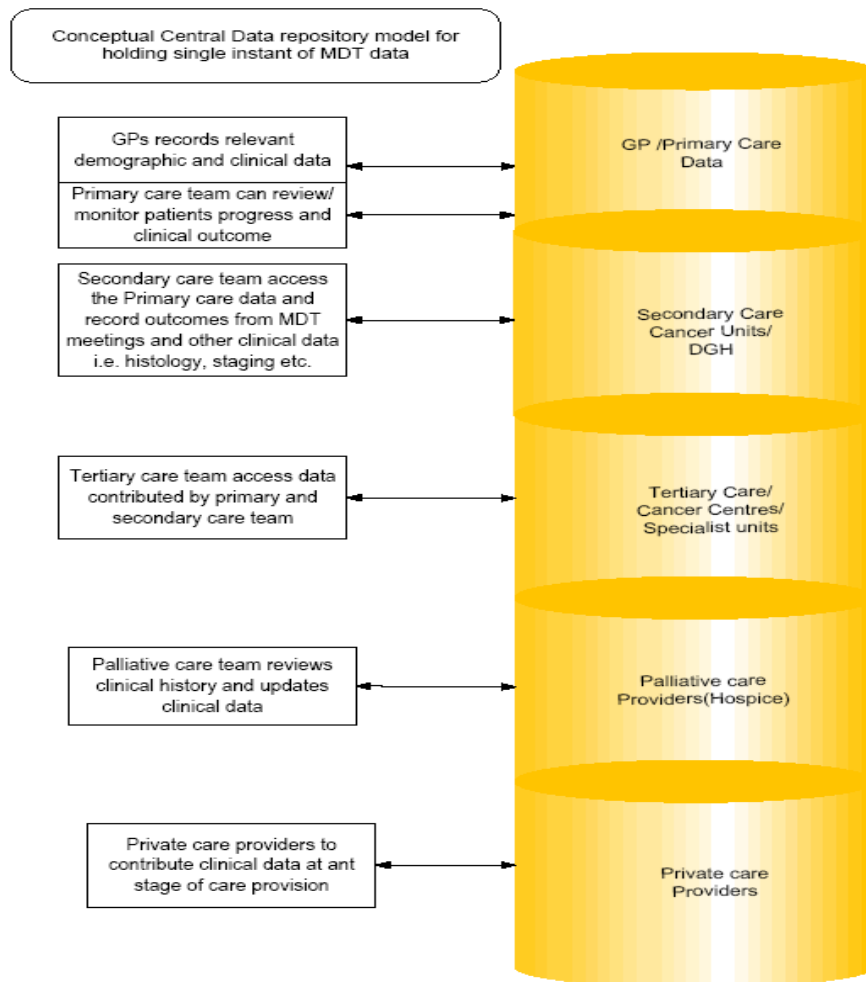 Conceptual Central Data repository model for
holding single instant of MDT data
GPs records relevant
demographic and clinical data
GP /Primary Care
Data
Primary care team can review/
monitor patients progress and
clinical outcome
Secondary care team access
the Primary care data and
record outcomes from MDT
meetings and other clinical data
i.e. histology, staging etc.
Secondary Care
Cancer Units/
DGH
Tertiary care team access data
contributed by primary and
secondary care team
Tertiary Care/
Cancer Centres/
Specialist units
Palliative care team reviews
clinical history and updates
clinical data
Palliative care
Providers(Hospice)
Private care providers to
contribute clinical data at ant
stage of care provision
Private care
Providers